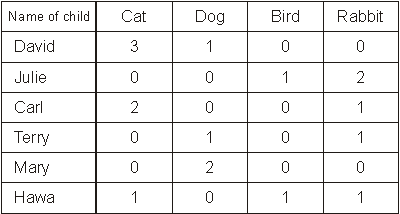 Name of child Cat Dog Bird Rabbit
David 3 1 0 0
Julie 0 0 1 2
Carl 2 0 0 1
Terry 0 1 0 1
Mary 0 2 0 0
Hawa 1 0 1 1